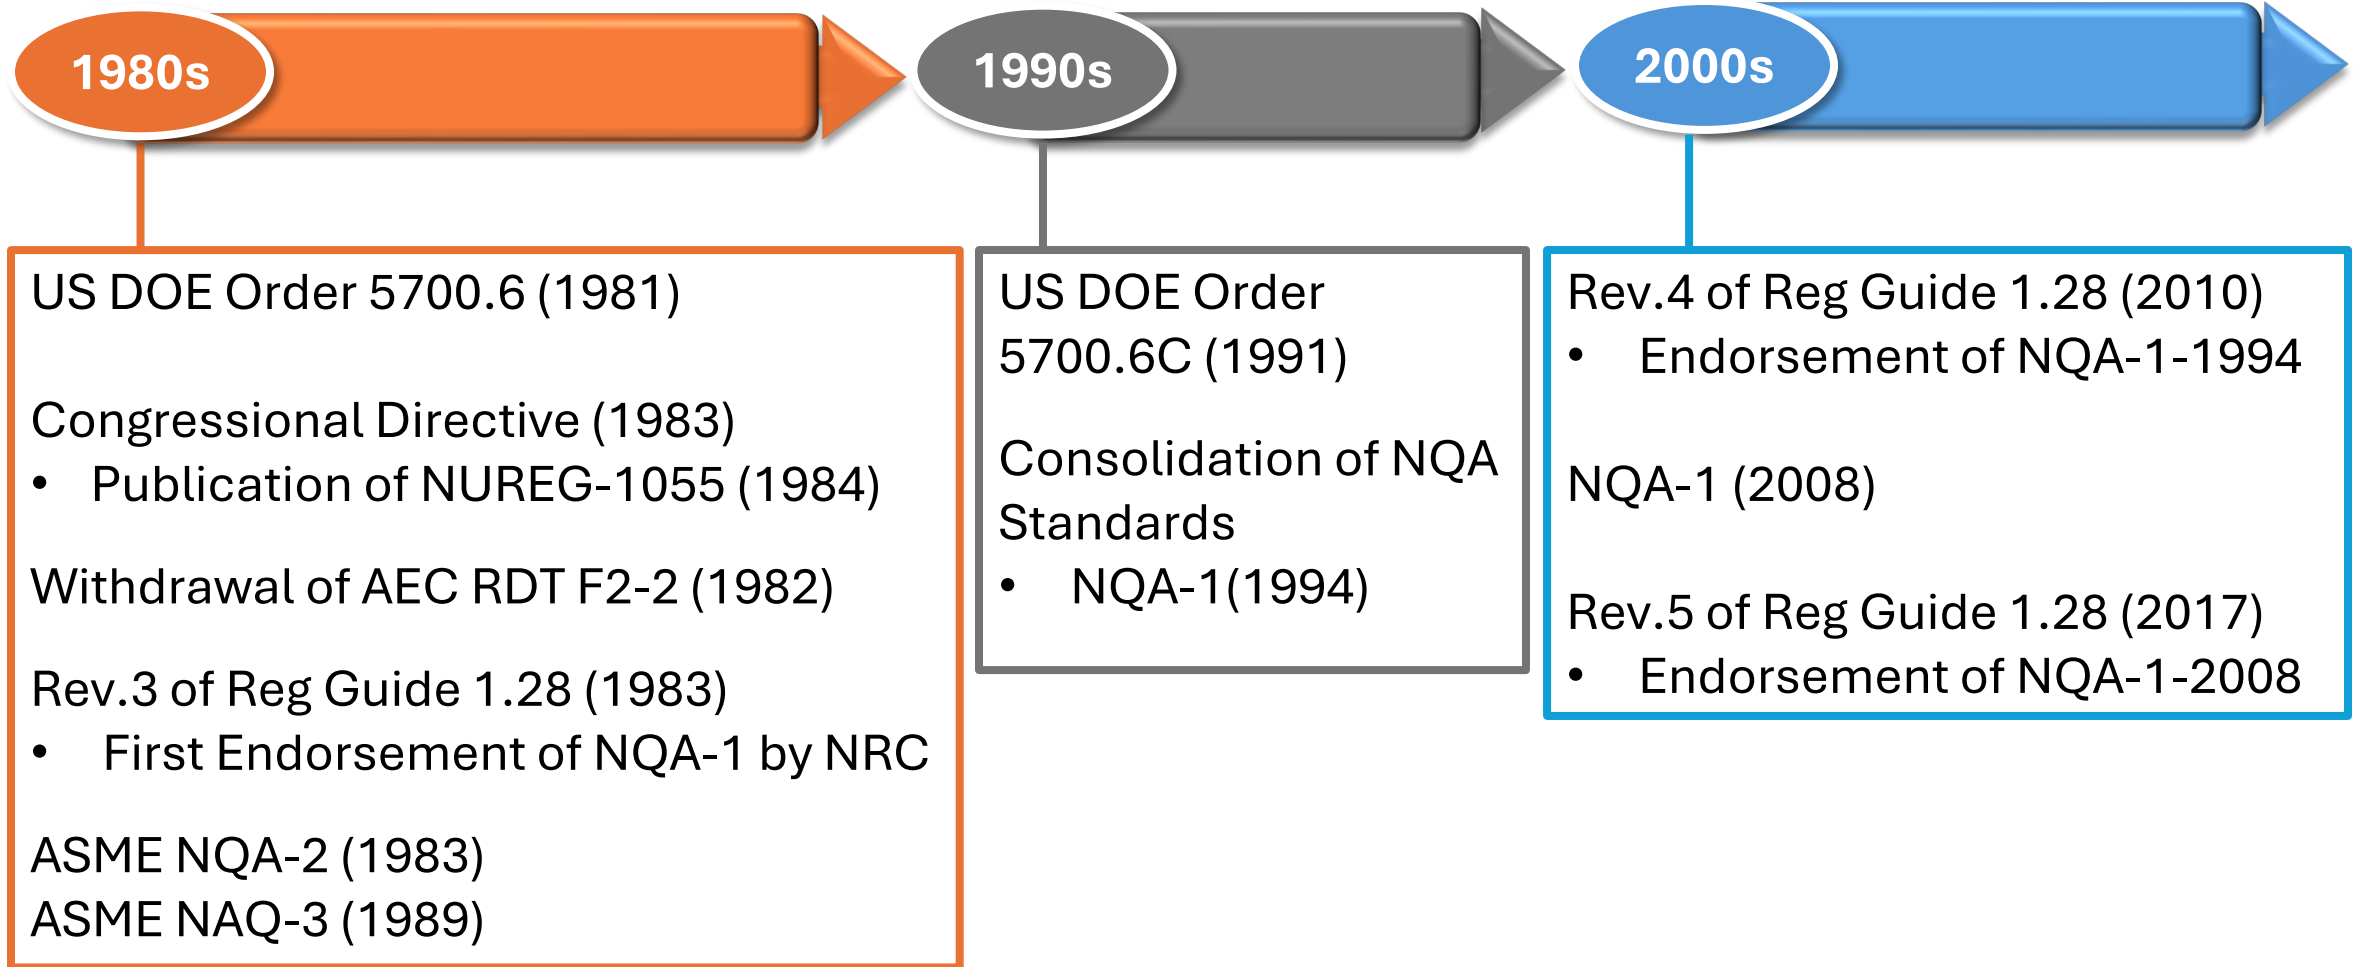 1980s
US DOE Order 5700.6 (1981)
Congressional Directive (1983)
• Publication of NUREG-1055 (1984)
Withdrawal of AEC RDT F2-2 (1982)
Rev.3 of Reg Guide 1.28 (1983)
• First Endorsement of NQA-1 by NRC
ASME NQA-2 (1983)
ASME NAQ-3 (1989)
1990s
US DOE Order
5700.6C (1991)
Consolidation of NQA
Standards
• NQA-1(1994)
2000s
Rev.4 of Reg Guide 1.28 (2010)
• Endorsement of NQA-1-1994
NQA-1 (2008)
Rev.5 of Reg Guide 1.28 (2017)
• Endorsement of NQA-1-2008